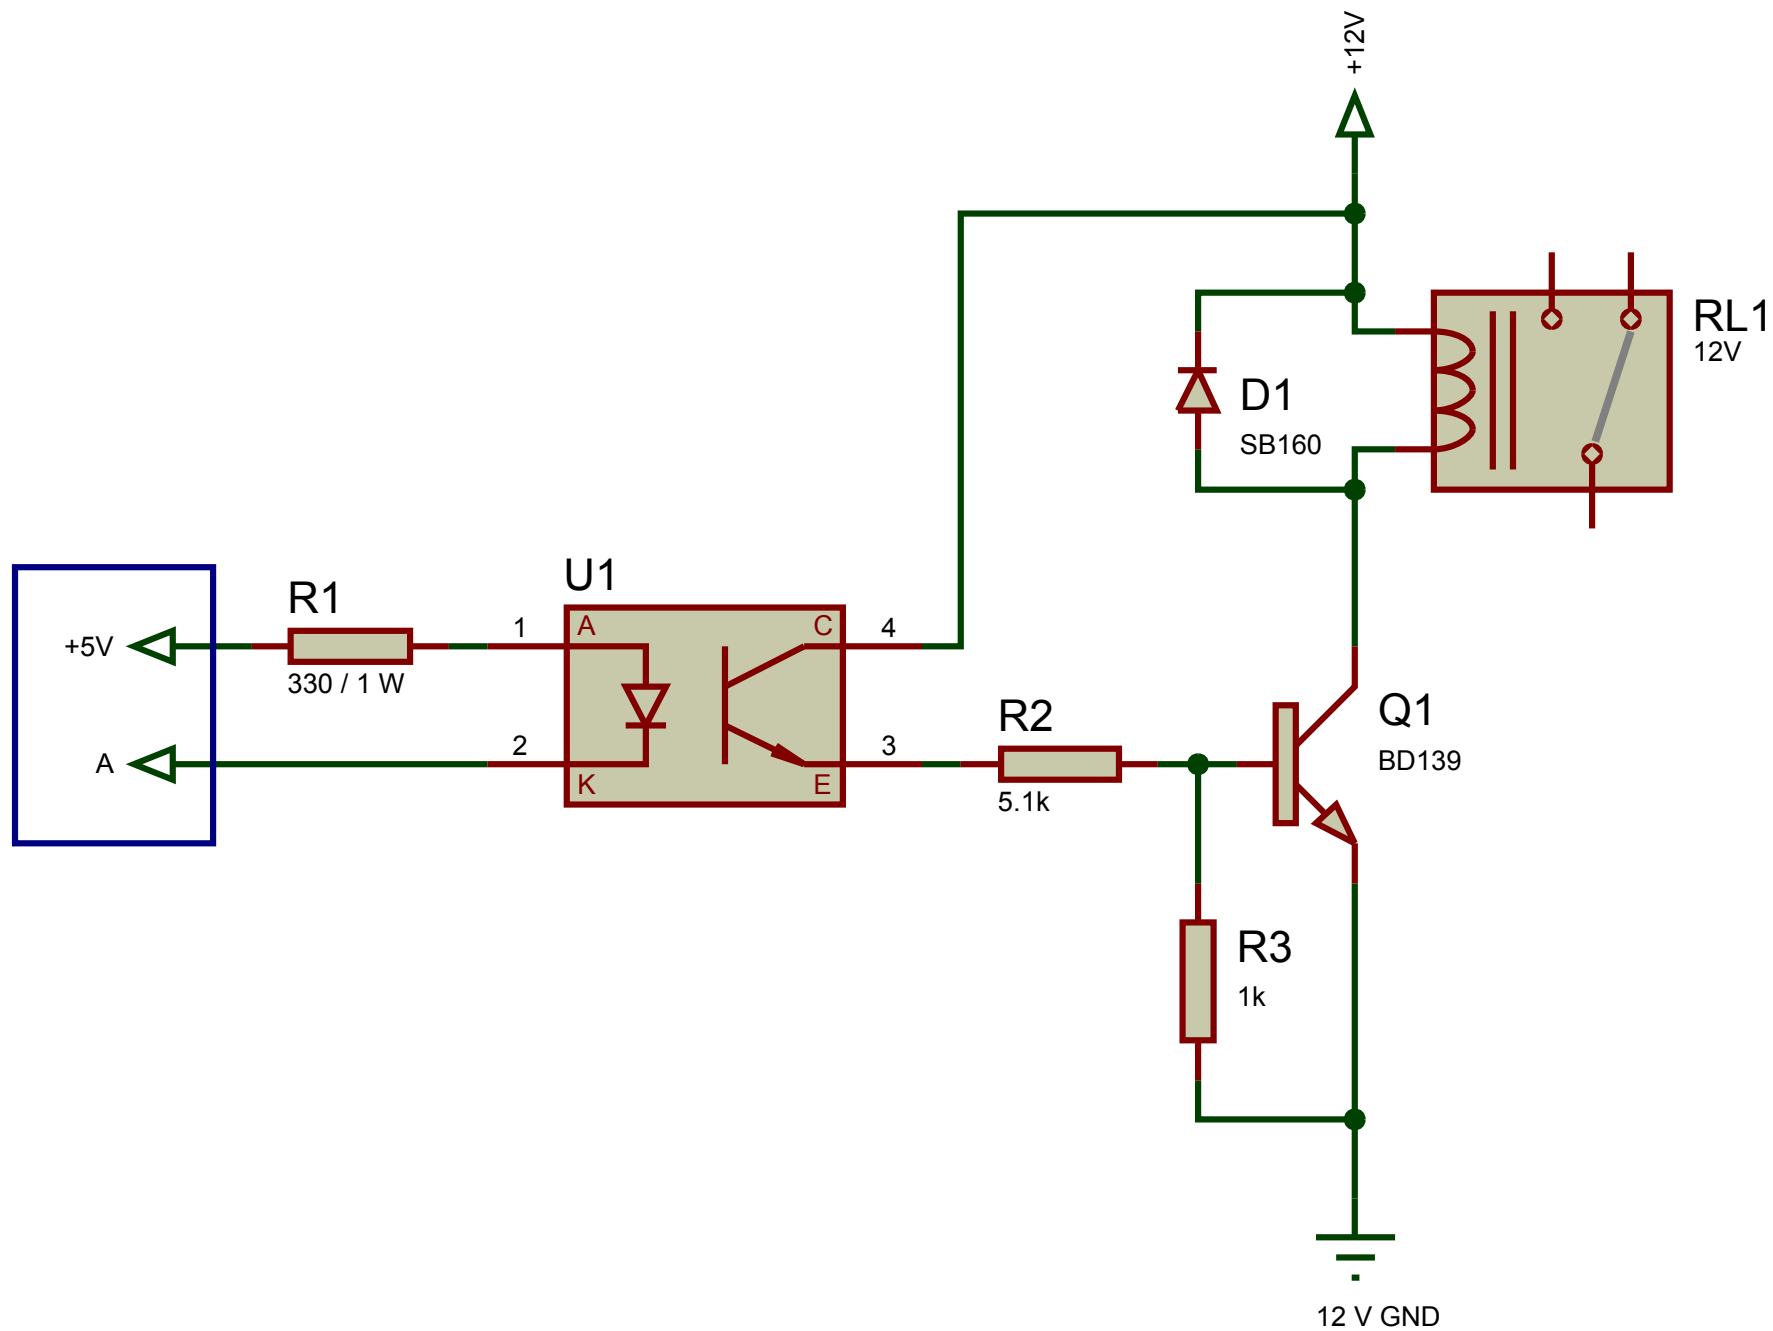 +12V
RL1
12V
D1
SB160
U1
R1
+5V
330 / 1 W
1
A
C
4
A
2
K
E
3
R2
5.1k
Q1
BD139
R3
1k
12 V GND